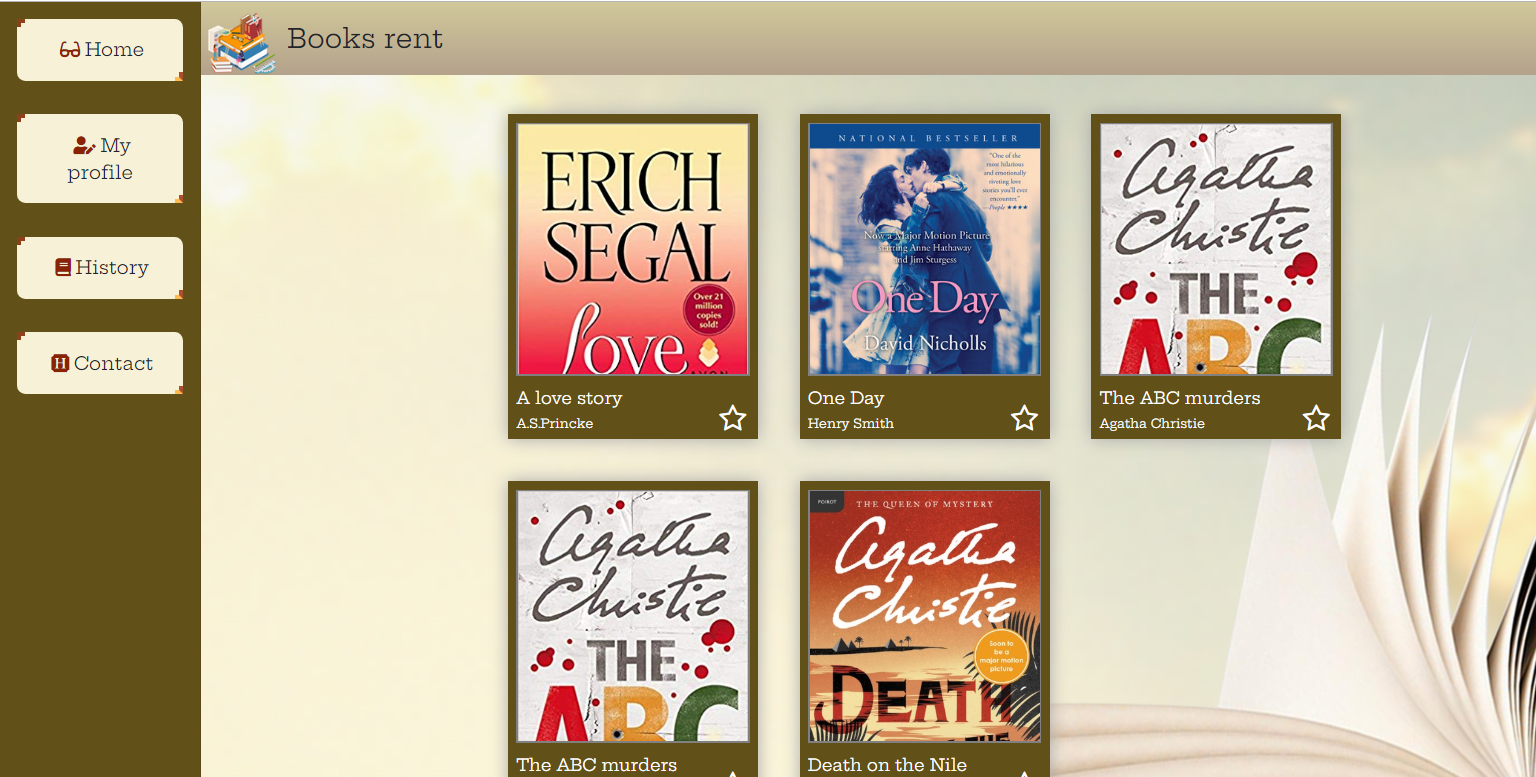 Home
My
profile
History
Contact
Books rent
ERICH
SEGAL
love
Over 21
million
copies
sold!
A love story
A.S.Princke
NATIONAL BESTSELLER
"One of the
most hilarious
and emotionally
riveting love
stories you'll ever
encounter."
—People ★★★★
Now a Major Motion Picture
starring Anne Hathaway
and Jim Sturgess
One Day
David Nicholls
One Day
Henry Smith
Agatha
Christie
THE
ABC
The ABC murders
Agatha Christie
Agatha
Christie
THE
ABC
The ABC murders
POIROT
THE QUEEN OF MYSTERY
Agatha
Christie
Soon to
be a
major motion
picture
DEATH
Death on the Nile